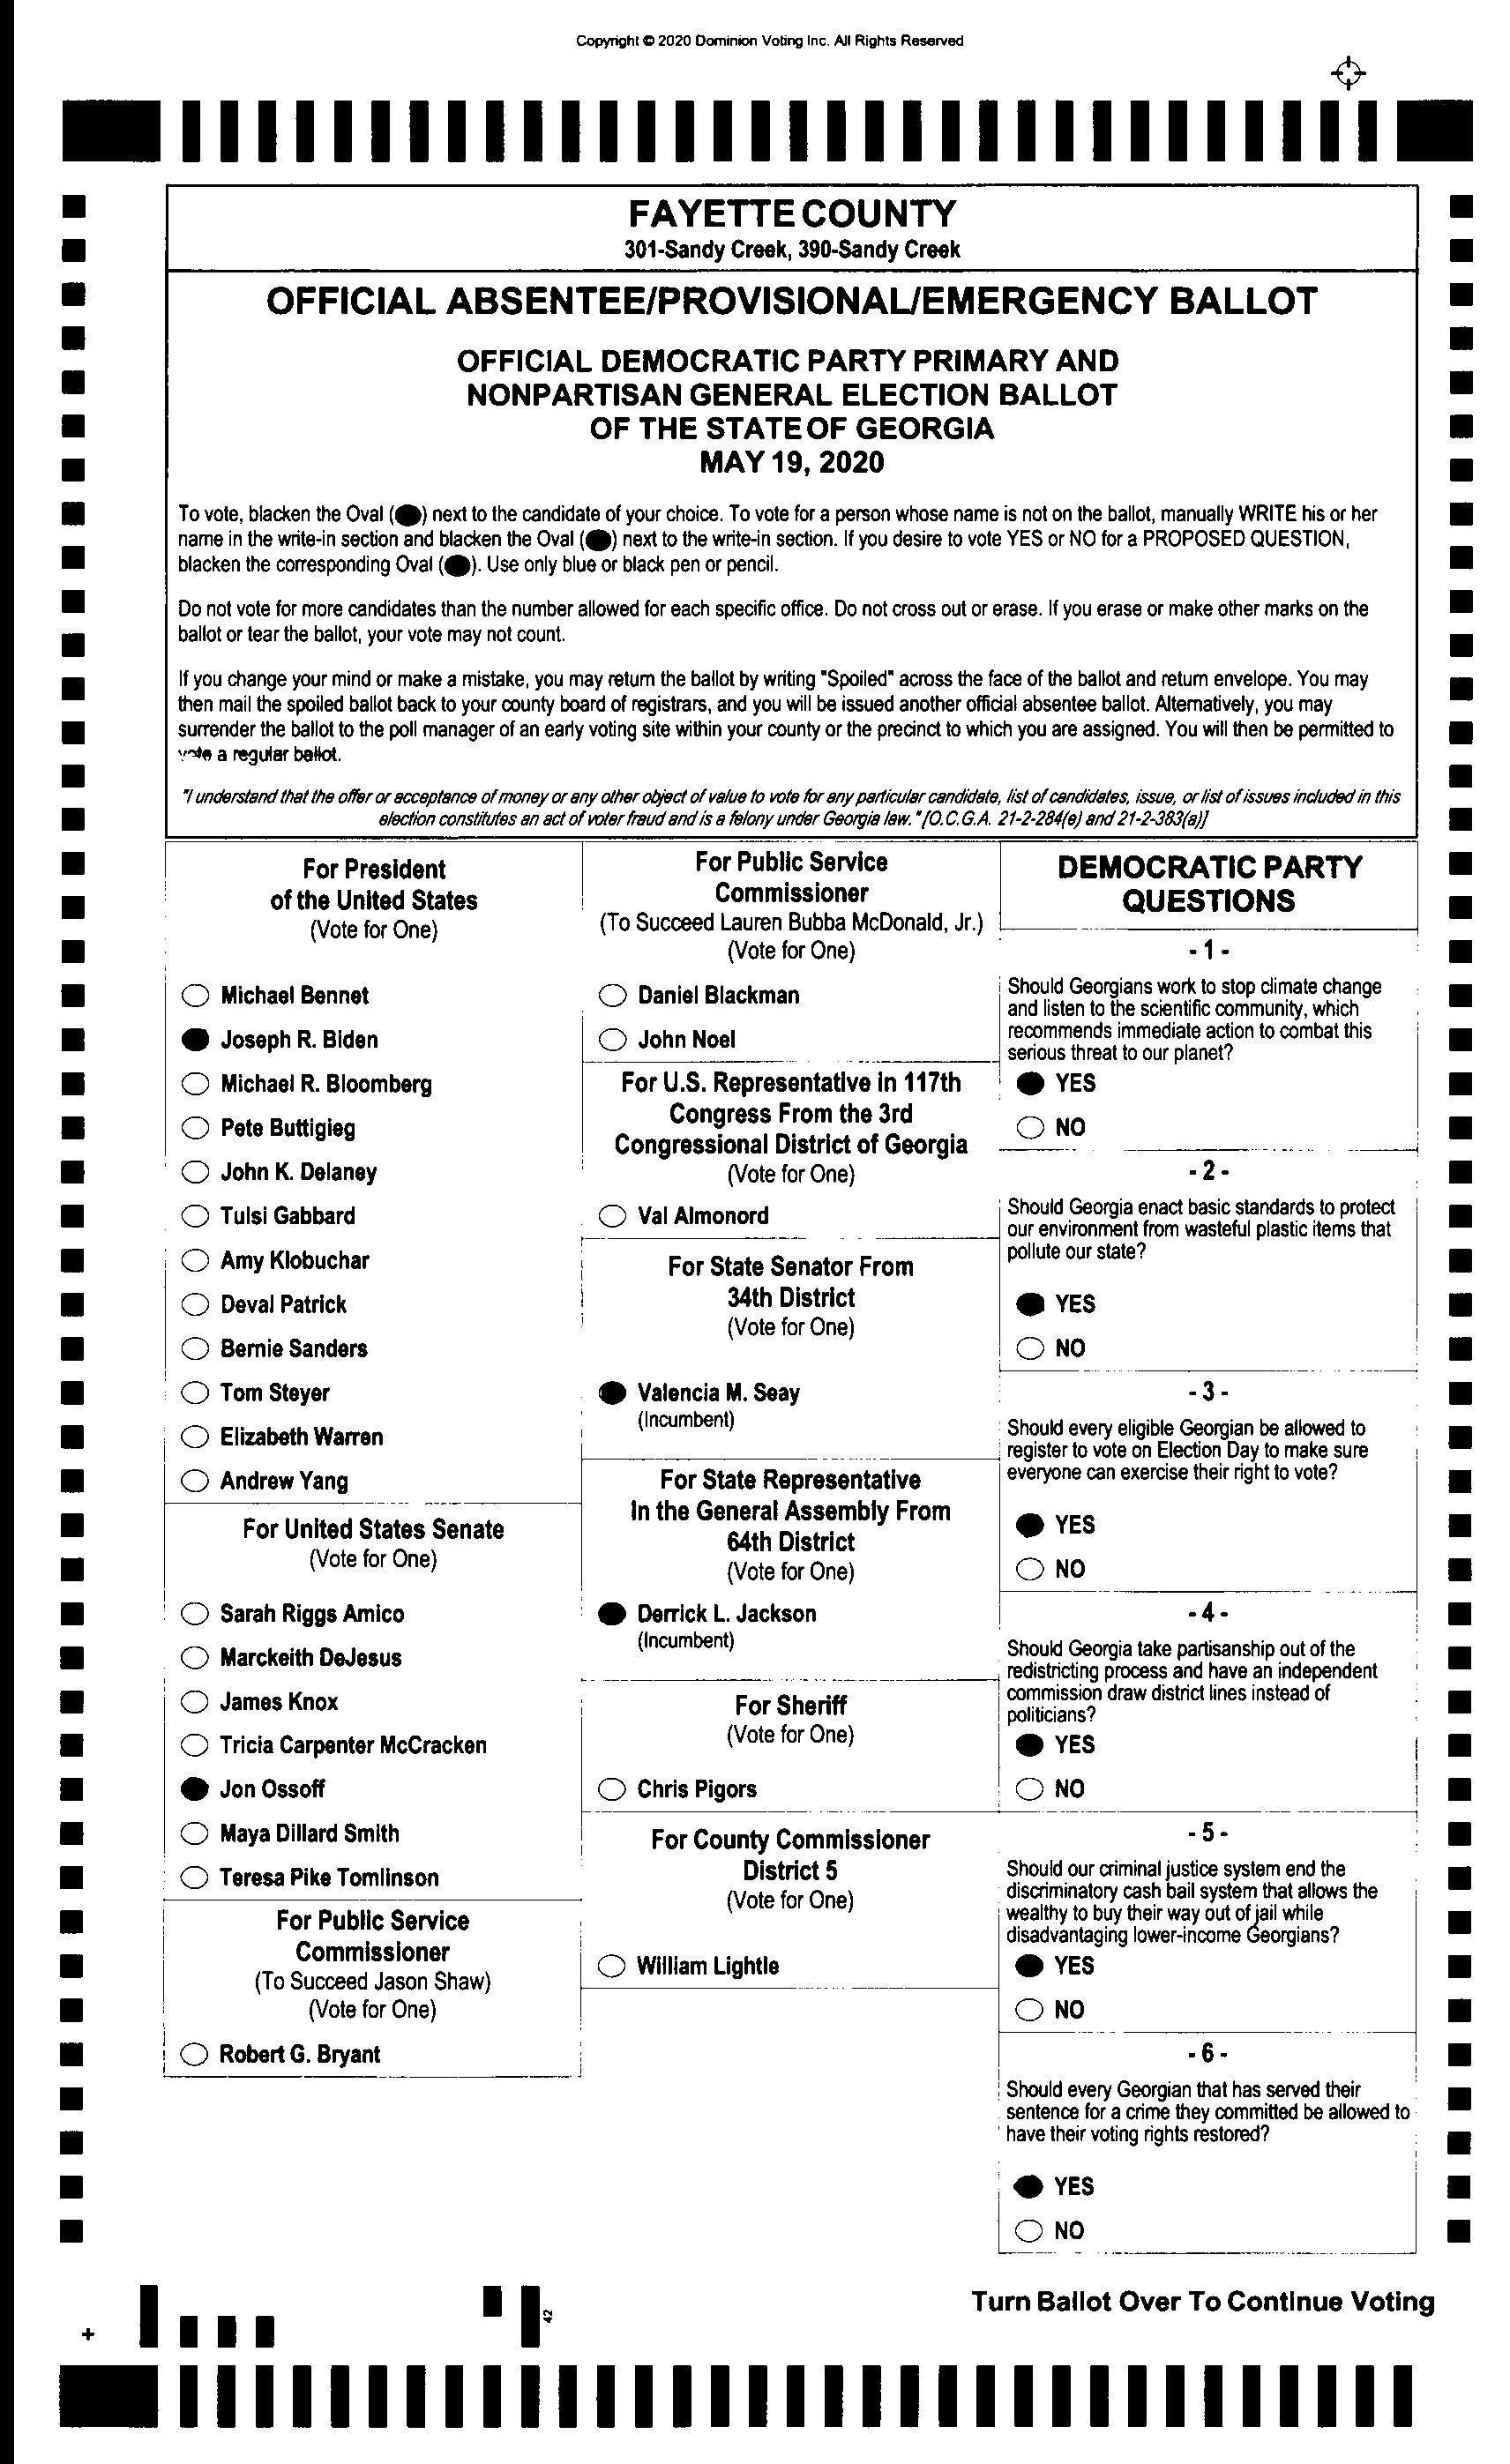 Copyright © 2020 Dominion Voting Inc. All Rights Reserved
FAYETTE COUNTY
301-Sandy Creek, 390-Sandy Creek
OFFICIAL ABSENTEE/PROVISIONAL/EMERGENCY BALLOT
OFFICIAL DEMOCRATIC PARTY PRIMARY AND
NONPARTISAN GENERAL ELECTION BALLOT
OF THE STATE OF GEORGIA
MAY 19, 2020
To vote, blacken the Oval (●) next to the candidate of your choice. To vote for a person whose name is not on the ballot, manually WRITE his or her
name in the write-in section and blacken the Oval (●) next to the write-in section. If you desire to vote YES or NO for a PROPOSED QUESTION,
blacken the corresponding Oval (●). Use only blue or black pen or pencil.
Do not vote for more candidates than the number allowed for each specific office. Do not cross out or erase. If you erase or make other marks on the
ballot or tear the ballot, your vote may not count.
If you change your mind or make a mistake, you may return the ballot by writing "Spoiled" across the face of the ballot and return envelope. You may
then mail the spoiled ballot back to your county board of registrars, and you will be issued another official absentee ballot. Alternatively, you may
surrender the ballot to the poll manager of an early voting site within your county or the precinct to which you are assigned. You will then be permitted to
vote a regular ballot.
"I understand that the offer or acceptance of money or any other object of value to vote for any particular candidate, list of candidates, issue, or list of issues included in this
election constitutes an act of voter fraud and is a felony under Georgia law." [O.C.G.A. 21-2-284(e) and 21-2-383(a)]
For President
of the United States
(Vote for One)
Michael Bennet
Joseph R. Biden
Michael R. Bloomberg
Pete Buttigieg
John K. Delaney
Tulsi Gabbard
Amy Klobuchar
Deval Patrick
Bernie Sanders
Tom Steyer
Elizabeth Warren
Andrew Yang
For United States Senate
(Vote for One)
Sarah Riggs Amico
Marckeith DeJesus
James Knox
Tricia Carpenter McCracken
Jon Ossoff
Maya Dillard Smith
Teresa Pike Tomlinson
For Public Service
Commissioner
(To Succeed Jason Shaw)
(Vote for One)
Robert G. Bryant
For Public Service
Commissioner
(To Succeed Lauren Bubba McDonald, Jr.)
(Vote for One)
Daniel Blackman
John Noel
For U.S. Representative in 117th
Congress From the 3rd
Congressional District of Georgia
(Vote for One)
Val Almonord
For State Senator From
34th District
(Vote for One)
Valencia M. Seay
(Incumbent)
For State Representative
In the General Assembly From
64th District
(Vote for One)
Derrick L. Jackson
(Incumbent)
For Sheriff
(Vote for One)
Chris Pigors
For County Commissioner
District 5
(Vote for One)
William Lightle
DEMOCRATIC PARTY
QUESTIONS
- 1 -
Should Georgians work to stop climate change
and listen to the scientific community, which
recommends immediate action to combat this
serious threat to our planet?
YES
NO
- 2 -
Should Georgia enact basic standards to protect
our environment from wasteful plastic items that
pollute our state?
YES
NO
- 3 -
Should every eligible Georgian be allowed to
register to vote on Election Day to make sure
everyone can exercise their right to vote?
YES
NO
- 4 -
Should Georgia take partisanship out of the
redistricting process and have an independent
commission draw district lines instead of
politicians?
YES
NO
- 5 -
Should our criminal justice system end the
discriminatory cash bail system that allows the
wealthy to buy their way out of jail while
disadvantaging lower-income Georgians?
YES
NO
- 6 -
Should every Georgian that has served their
sentence for a crime they committed be allowed to
have their voting rights restored?
YES
NO
Turn Ballot Over To Continue Voting
42
+